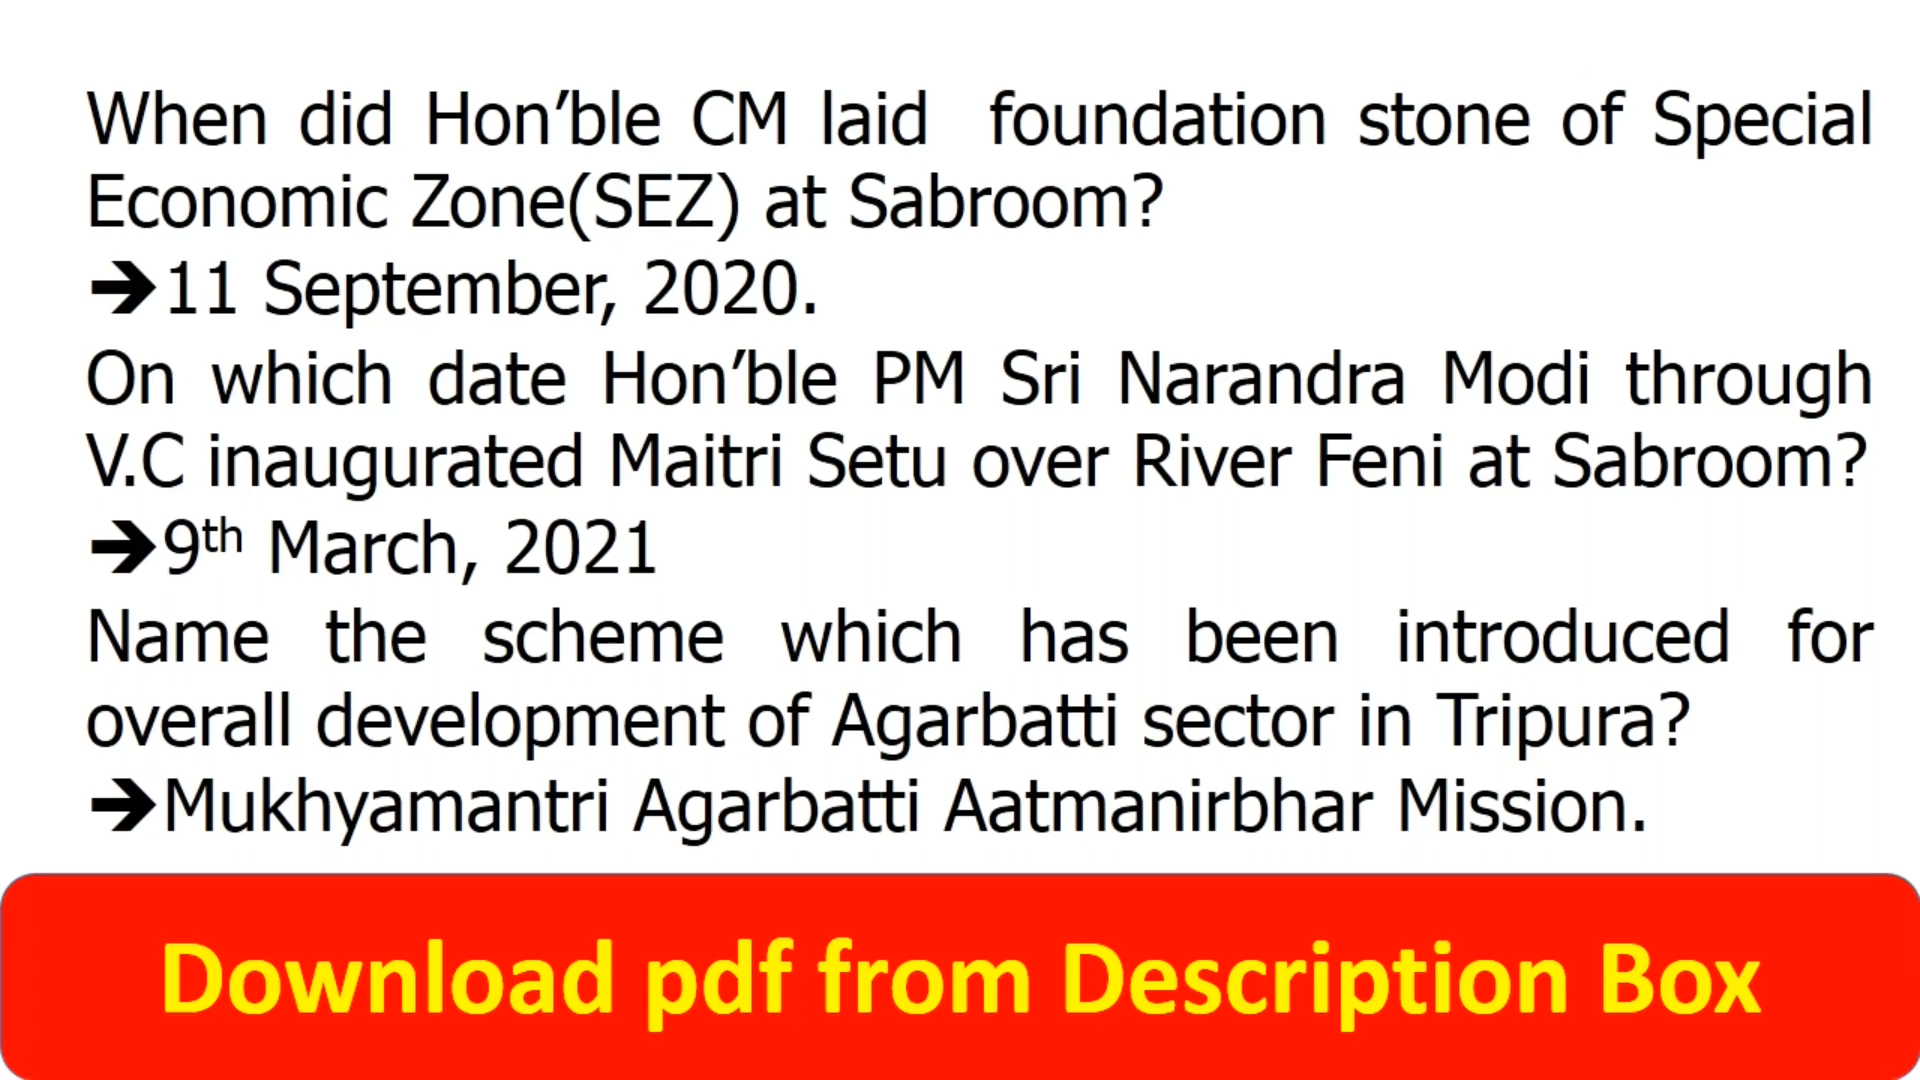 When did Hon’ble CM laid foundation stone of Special
Economic Zone(SEZ) at Sabroom?
➔11 September, 2020.
On which date Hon’ble PM Sri Narandra Modi through
V.C inaugurated Maitri Setu over River Feni at Sabroom?
➔9th March, 2021
Name the scheme which has been introduced for
overall development of Agarbatti sector in Tripura?
➔Mukhyamantri Agarbatti Aatmanirbhar Mission.
Download pdf from Description Box